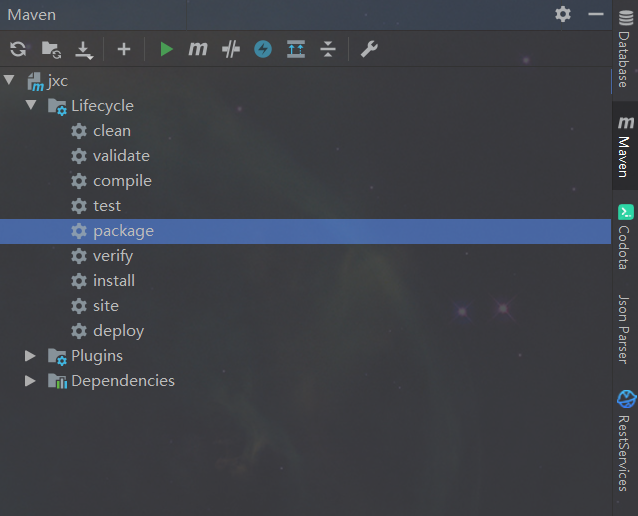 Maven
jxc
Lifecycle
clean
validate
compile
test
package
verify
install
site
deploy
Plugins
Dependencies
Database
m Maven
Codota
Json Parser
RestServices